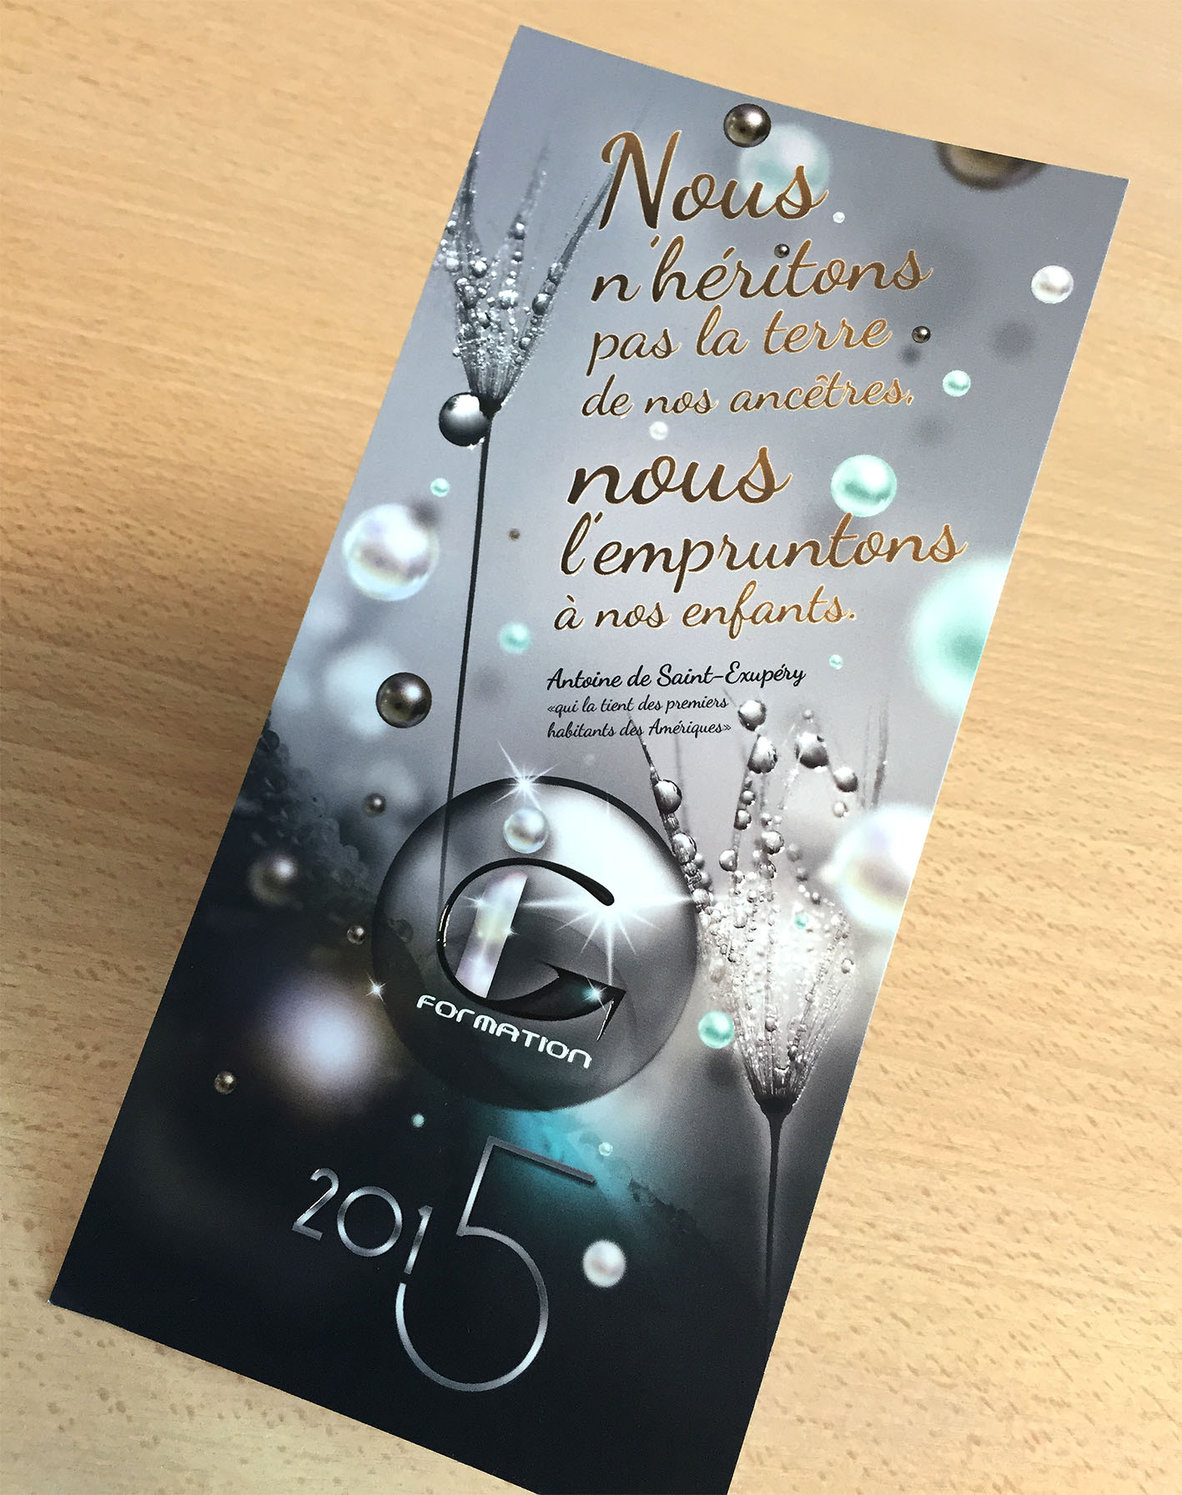 Nous
n'héritons
pas la terre
de nos ancêtres,
nous
l'empruntons
à nos enfants.
Antoine de Saint-Exupéry
«qui la tient des premiers
habitants des Amériques»
G
FORMATION
2015